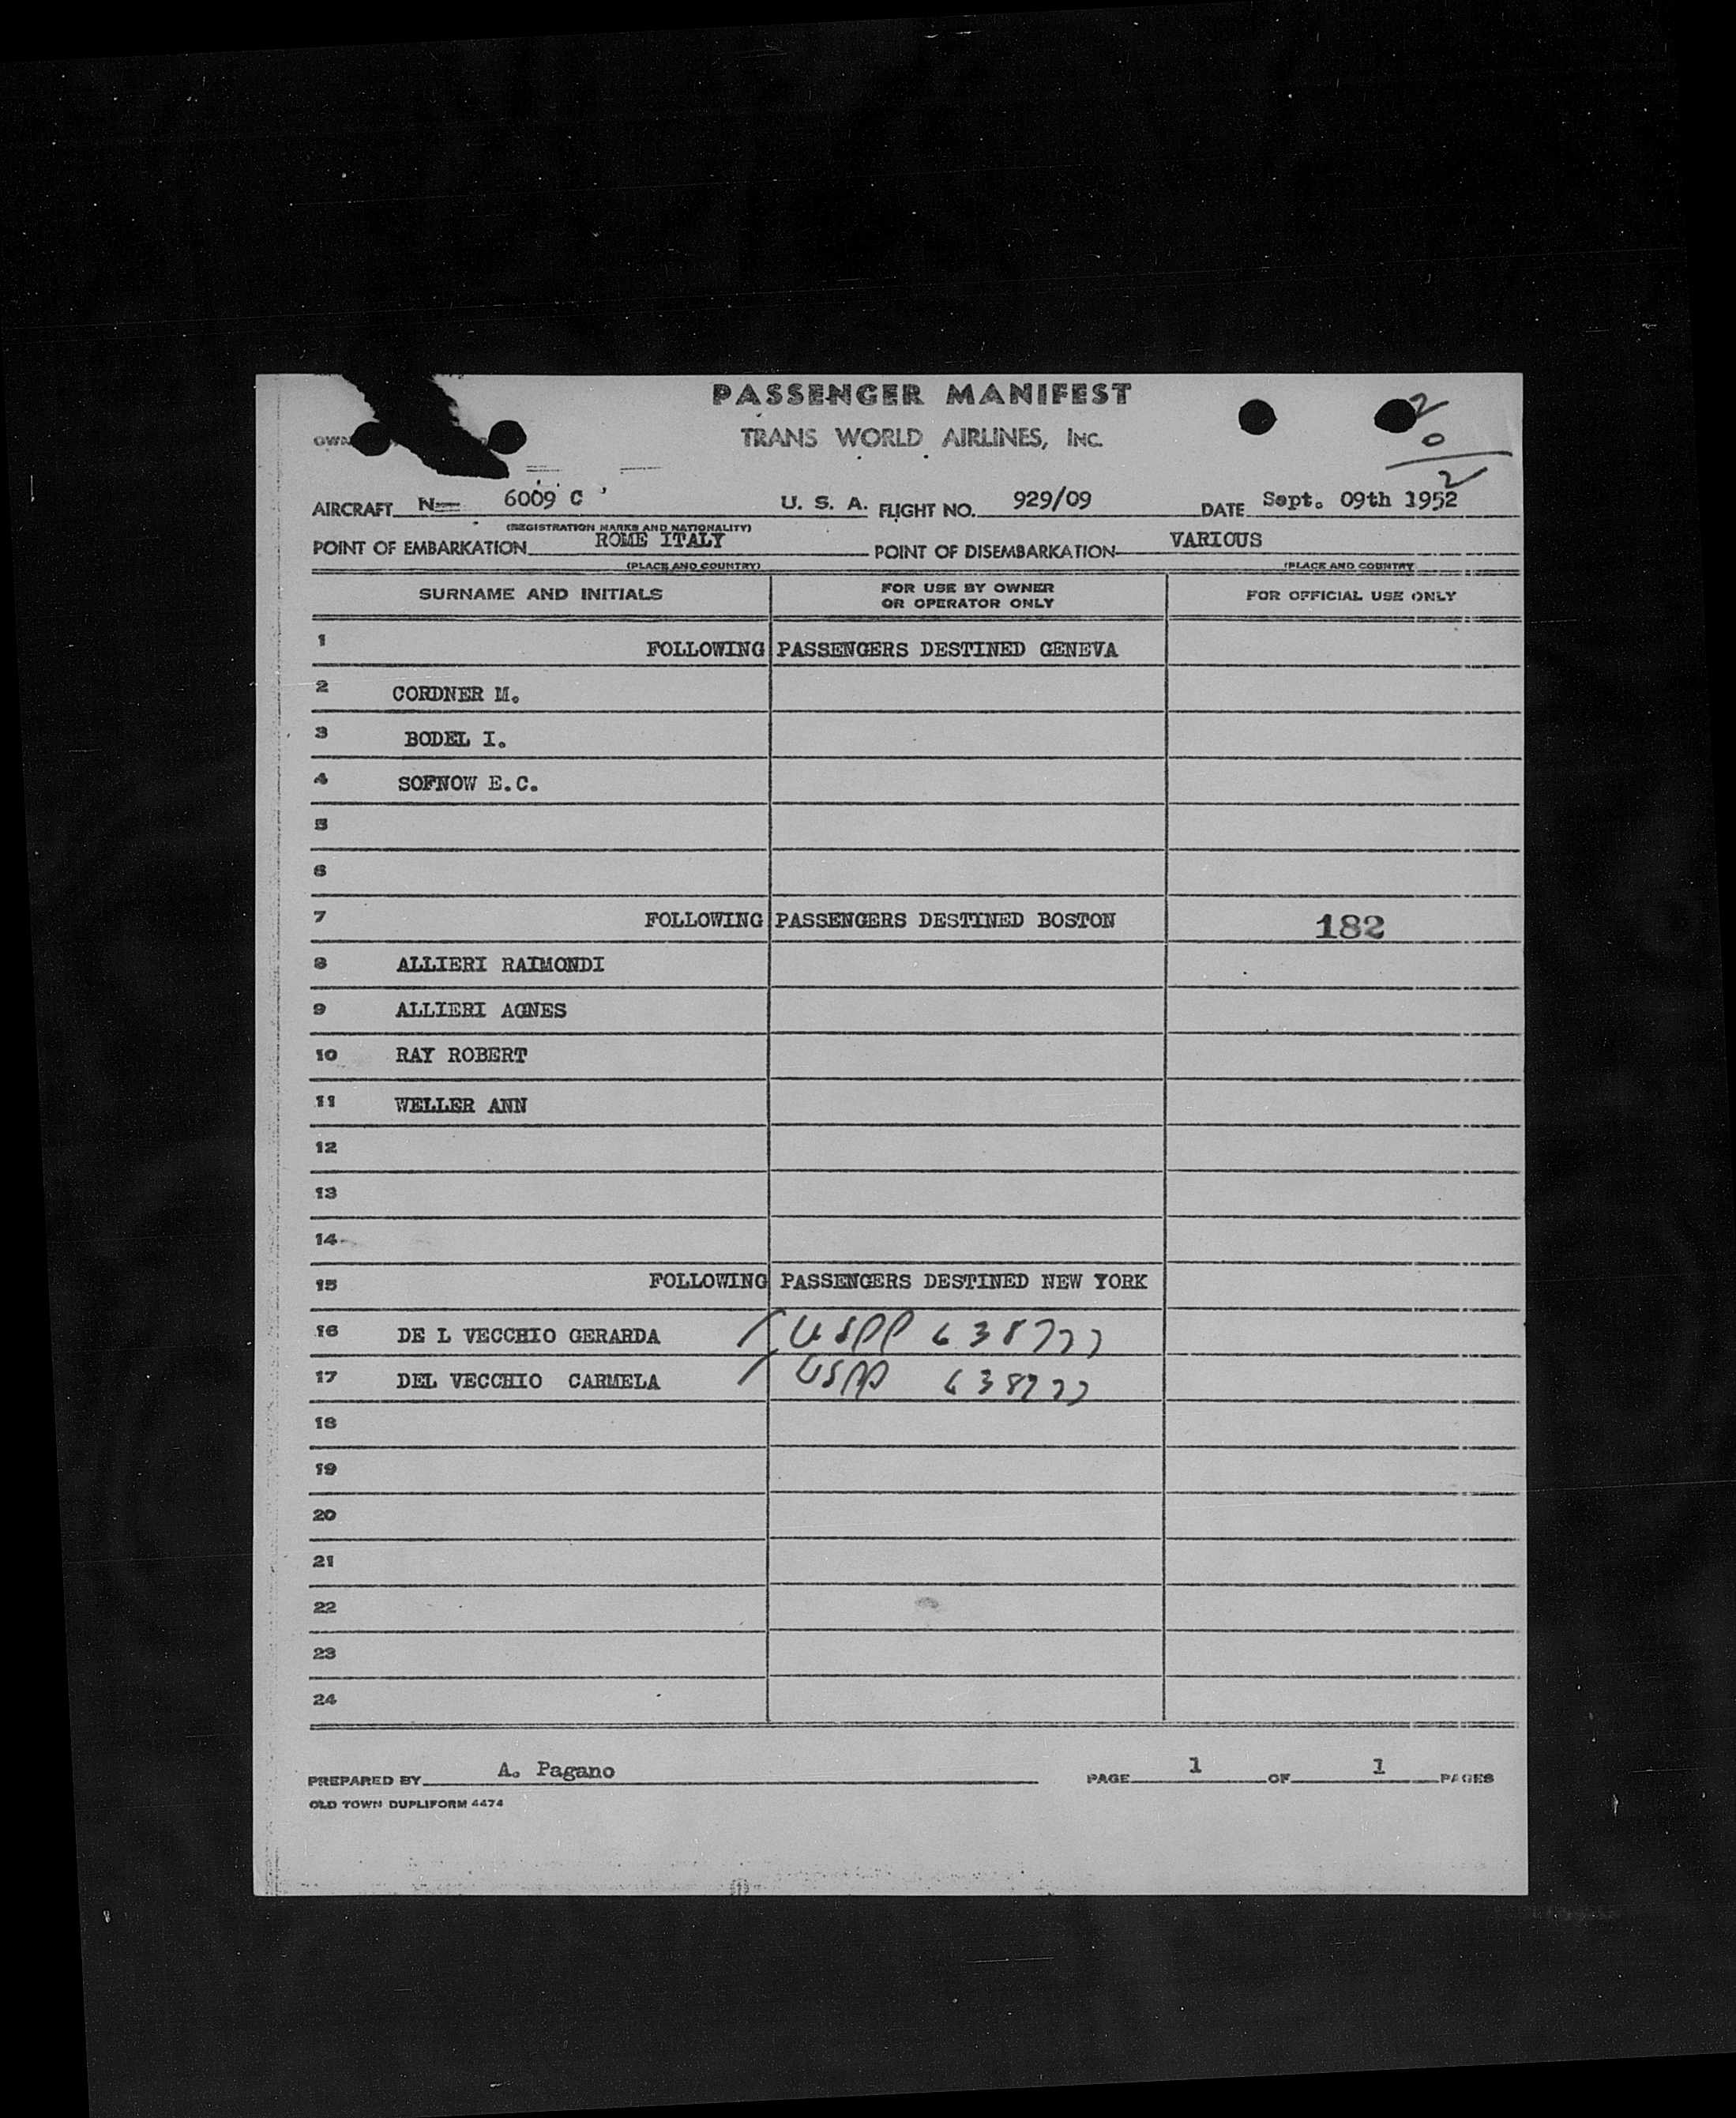 PASSENGER MANIFEST
TRANS WORLD AIRLINES, INC.
2
0
2
AIRCRAFT N 6009 C U. S. A. FLIGHT NO. 929/09 DATE Sept. 09th 1952
(REGISTRATION MARKS AND NATIONALITY)
POINT OF EMBARKATION ROME ITALY POINT OF DISEMBARKATION VARIOUS
(PLACE AND COUNTRY) (PLACE AND COUNTRY
SURNAME AND INITIALS FOR USE BY OWNER OR OPERATOR ONLY FOR OFFICIAL USE ONLY
1 FOLLOWING PASSENGERS DESTINED GENEVA
2 CORDNER M.
3 BODEL I.
4 SOFNOW E.C.
5
6
7 FOLLOWING PASSENGERS DESTINED BOSTON 182
8 ALLIERI RAIMONDI
9 ALLIERI AGNES
10 RAY ROBERT
11 WELLER ANN
12
13
14
15 FOLLOWING PASSENGERS DESTINED NEW YORK
16 DE L VECCHIO GERARDA USPP 638777
17 DEL VECCHIO CARMELA USPP 638777
18
19
20
21
22
23
24
PREPARED BY A. Pagano PAGE 1 OF 1 PAGES
OLD TOWN DUPLIFORM 4474